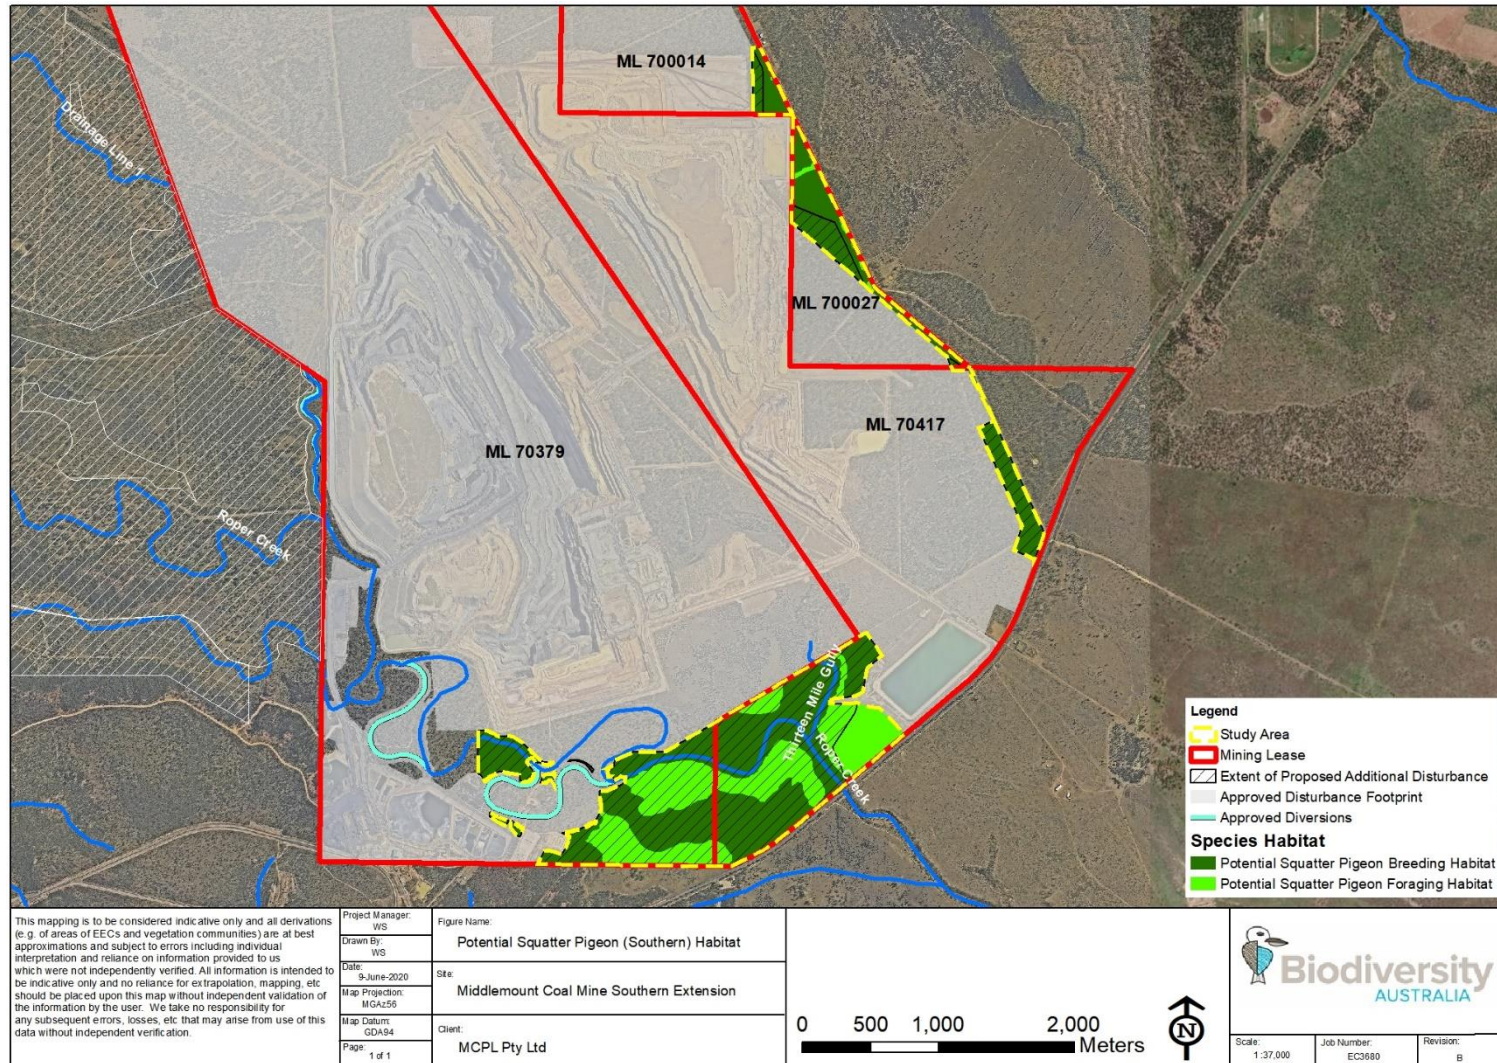 ML 700014
Drainage Line 1
ML 700027
ML 70417
ML 70379
Roper Creek
Thirteen Mile Gully
Roper Creek
Legend
Study Area
Mining Lease
Extent of Proposed Additional Disturbance
Approved Disturbance Footprint
Approved Diversions
Species Habitat
Potential Squatter Pigeon Breeding Habitat
Potential Squatter Pigeon Foraging Habitat
This mapping is to be considered indicative only and all derivations
(e.g. of areas of EECs and vegetation communities) are at best
approximations and subject to errors including individual
interpretation and reliance on information provided to us
which were not independently verified. All information is intended to
be indicative only and no reliance for extrapolation, mapping, etc
should be placed upon this map without independent validation of
the information by the user. We take no responsibility for
any subsequent errors, losses, etc that may arise from use of this
data without independent verification.
Project Manager:
WS
Drawn By:
WS
Date:
9-June-2020
Map Projection:
MGAz56
Map Datum:
GDA94
Page:
1 of 1
Figure Name:
Potential Squatter Pigeon (Southern) Habitat
Site:
Middlemount Coal Mine Southern Extension
Client:
MCPL Pty Ltd
0 500 1,000 2,000
Meters
N
Biodiversity
AUSTRALIA
Scale:
1:37,000
Job Number:
EC3680
Revision:
B